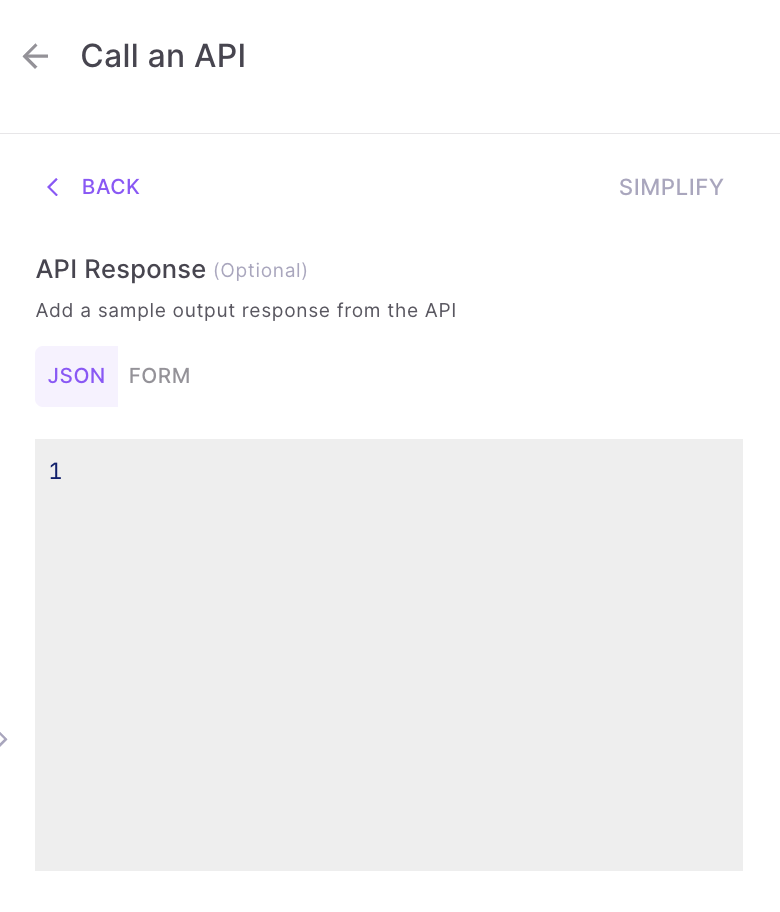 Call an API
BACK
SIMPLIFY
API Response (Optional)
Add a sample output response from the API
JSON
FORM
1